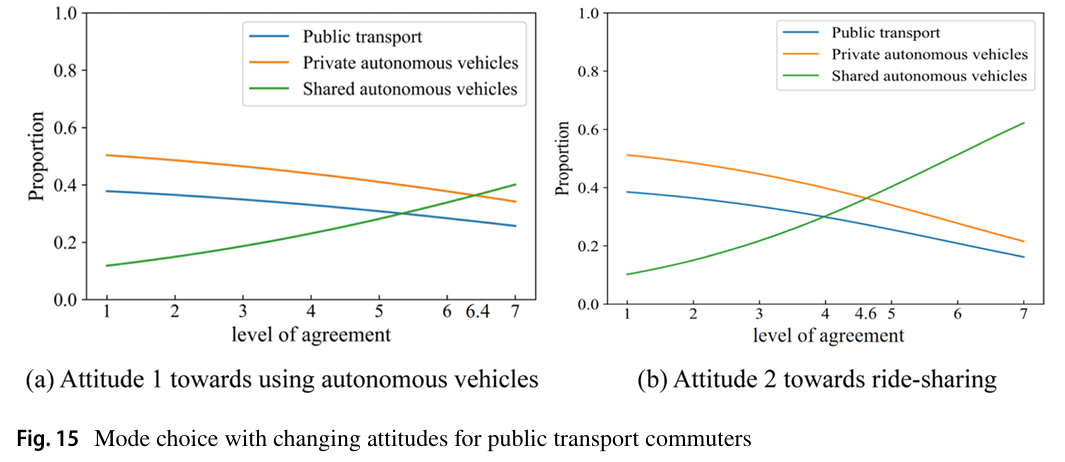 1.0
0.8
0.6
0.4
0.2
0.0
Proportion
Public transport
Private autonomous vehicles
Shared autonomous vehicles
1 2 3 4 5 6 6.4 7
level of agreement
(a) Attitude 1 towards using autonomous vehicles
1.0
0.8
0.6
0.4
0.2
0.0
Proportion
Public transport
Private autonomous vehicles
Shared autonomous vehicles
1 2 3 4 4.6 5 6 7
level of agreement
(b) Attitude 2 towards ride-sharing
Fig. 15 Mode choice with changing attitudes for public transport commuters